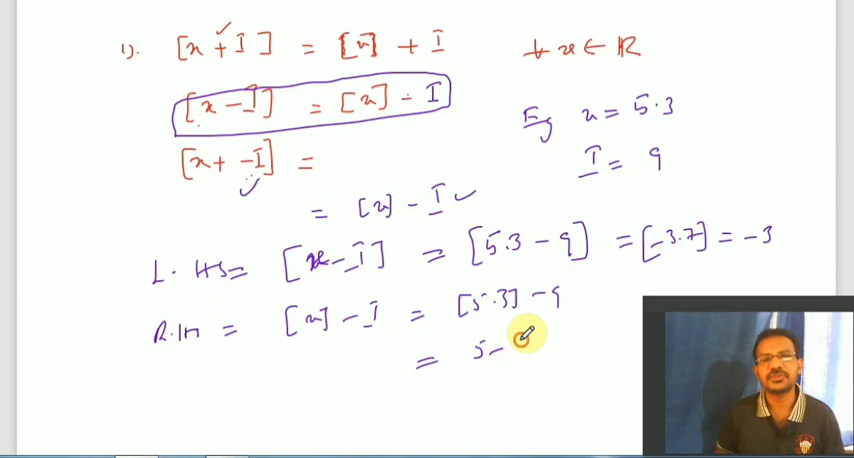 1). [x + I] = [x] + I ∀ x ∈ R
[x - I] = [x] - I
Eg x = 5.3
[x + -I] = I = 9
= [x] - I
L.HS = [x - I] = [5.3 - 9] = [-3.7] = -3
R.H = [x] - I = [5.3] - 9
= 5-